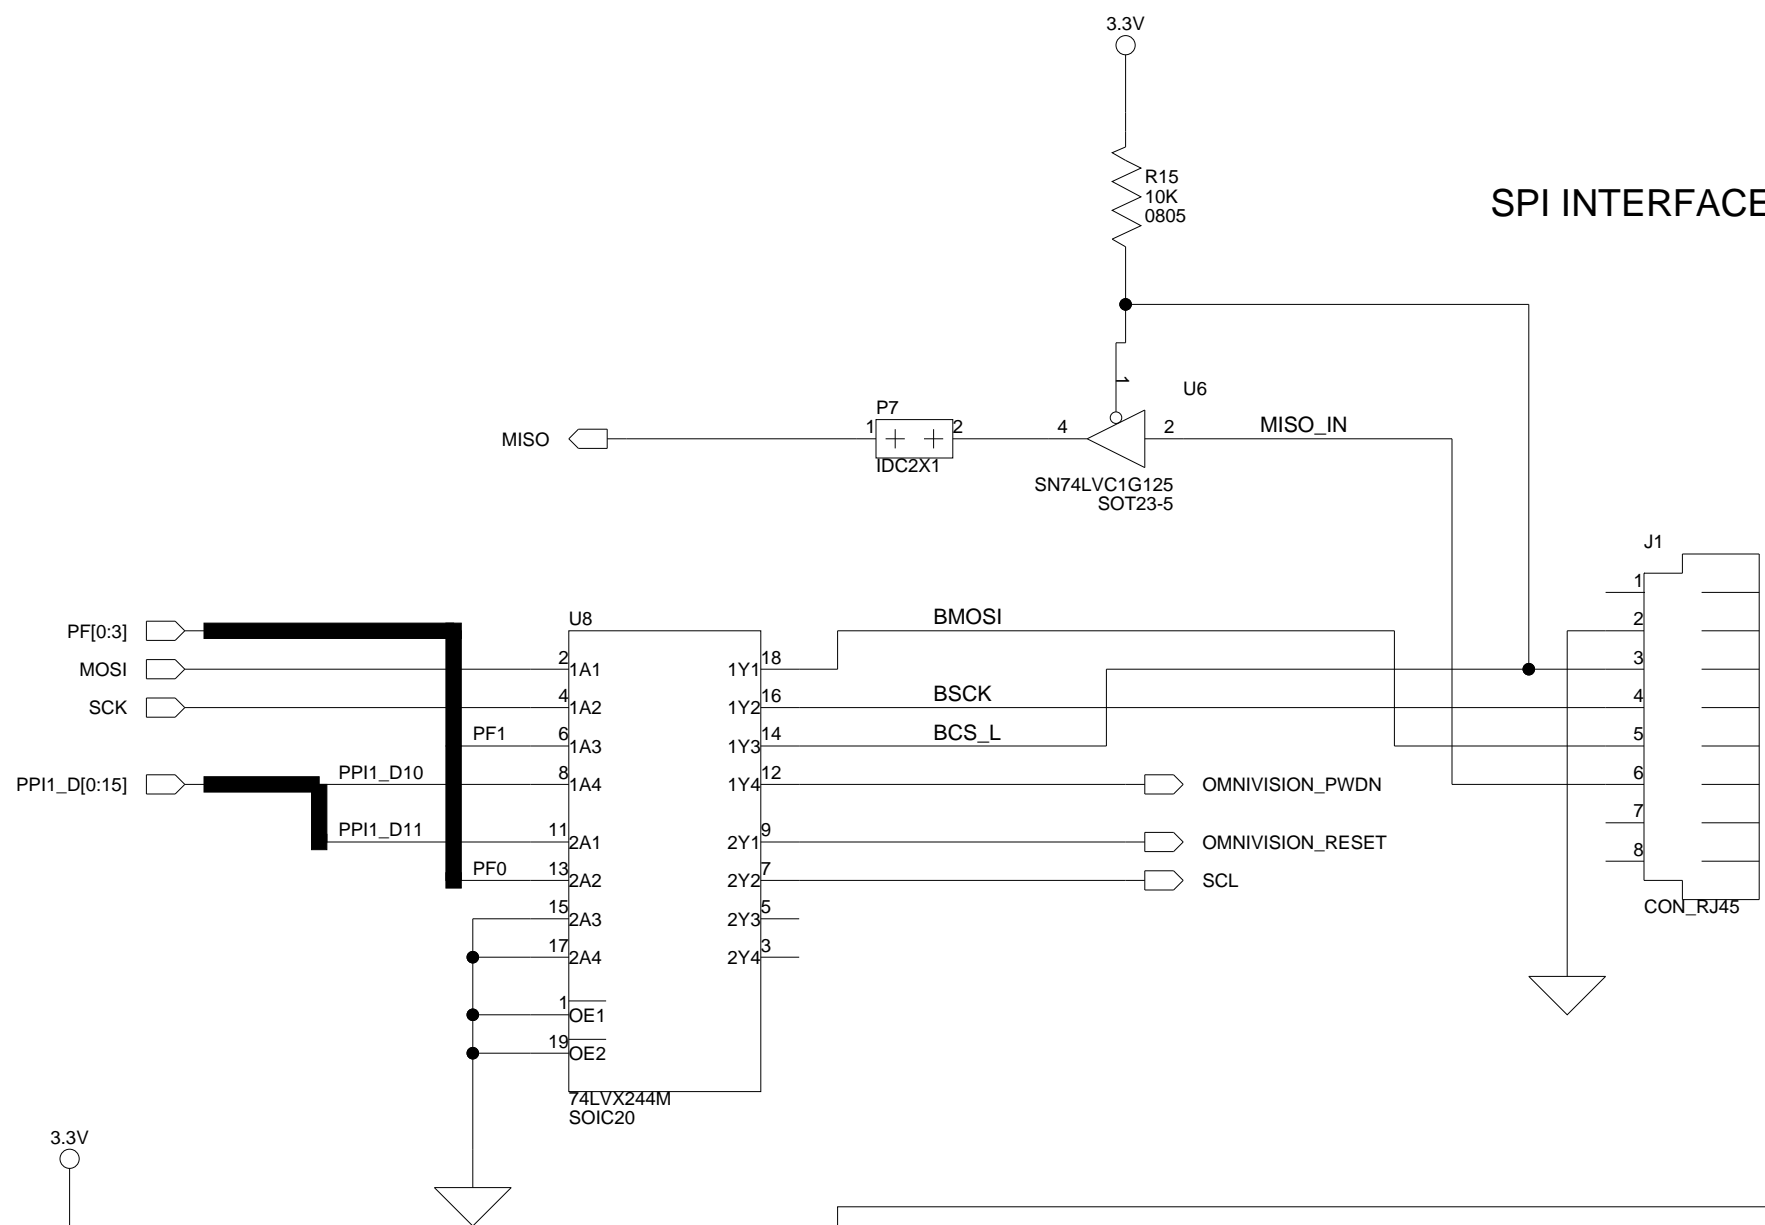 3.3V
R15
10K
0805
SPI INTERFACE
1
U6
P7
1
2
4
2
MISO_IN
MISO
IDC2X1
SN74LVC1G125
SOT23-5
J1
1
2
3
4
5
6
7
8
CON_RJ45
U8
BMOSI
BSCK
BCS_L
PF[0:3]
MOSI
SCK
PPI1_D[0:15]
PF1
PPI1_D10
PPI1_D11
PF0
2 1A1 1Y1 18
4 1A2 1Y2 16
6 1A3 1Y3 14
8 1A4 1Y4 12
11 2A1 2Y1 9
13 2A2 2Y2 7
15 2A3 2Y3 5
17 2A4 2Y4 3
1 OE1
19 OE2
OMNIVISION_PWDN
OMNIVISION_RESET
SCL
74LVX244M
SOIC20
3.3V